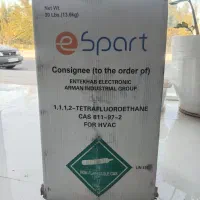 Net Wt.
30 Lbs. (13.6kg)
eSpart
Consignee (to the order of)
ENTEKHAB ELECTRONIC
ARMAN INDUSTRIAL GROUP
1,1,1,2-TETRAFLUOROETHANE
CAS 811-97-2
FOR HVAC